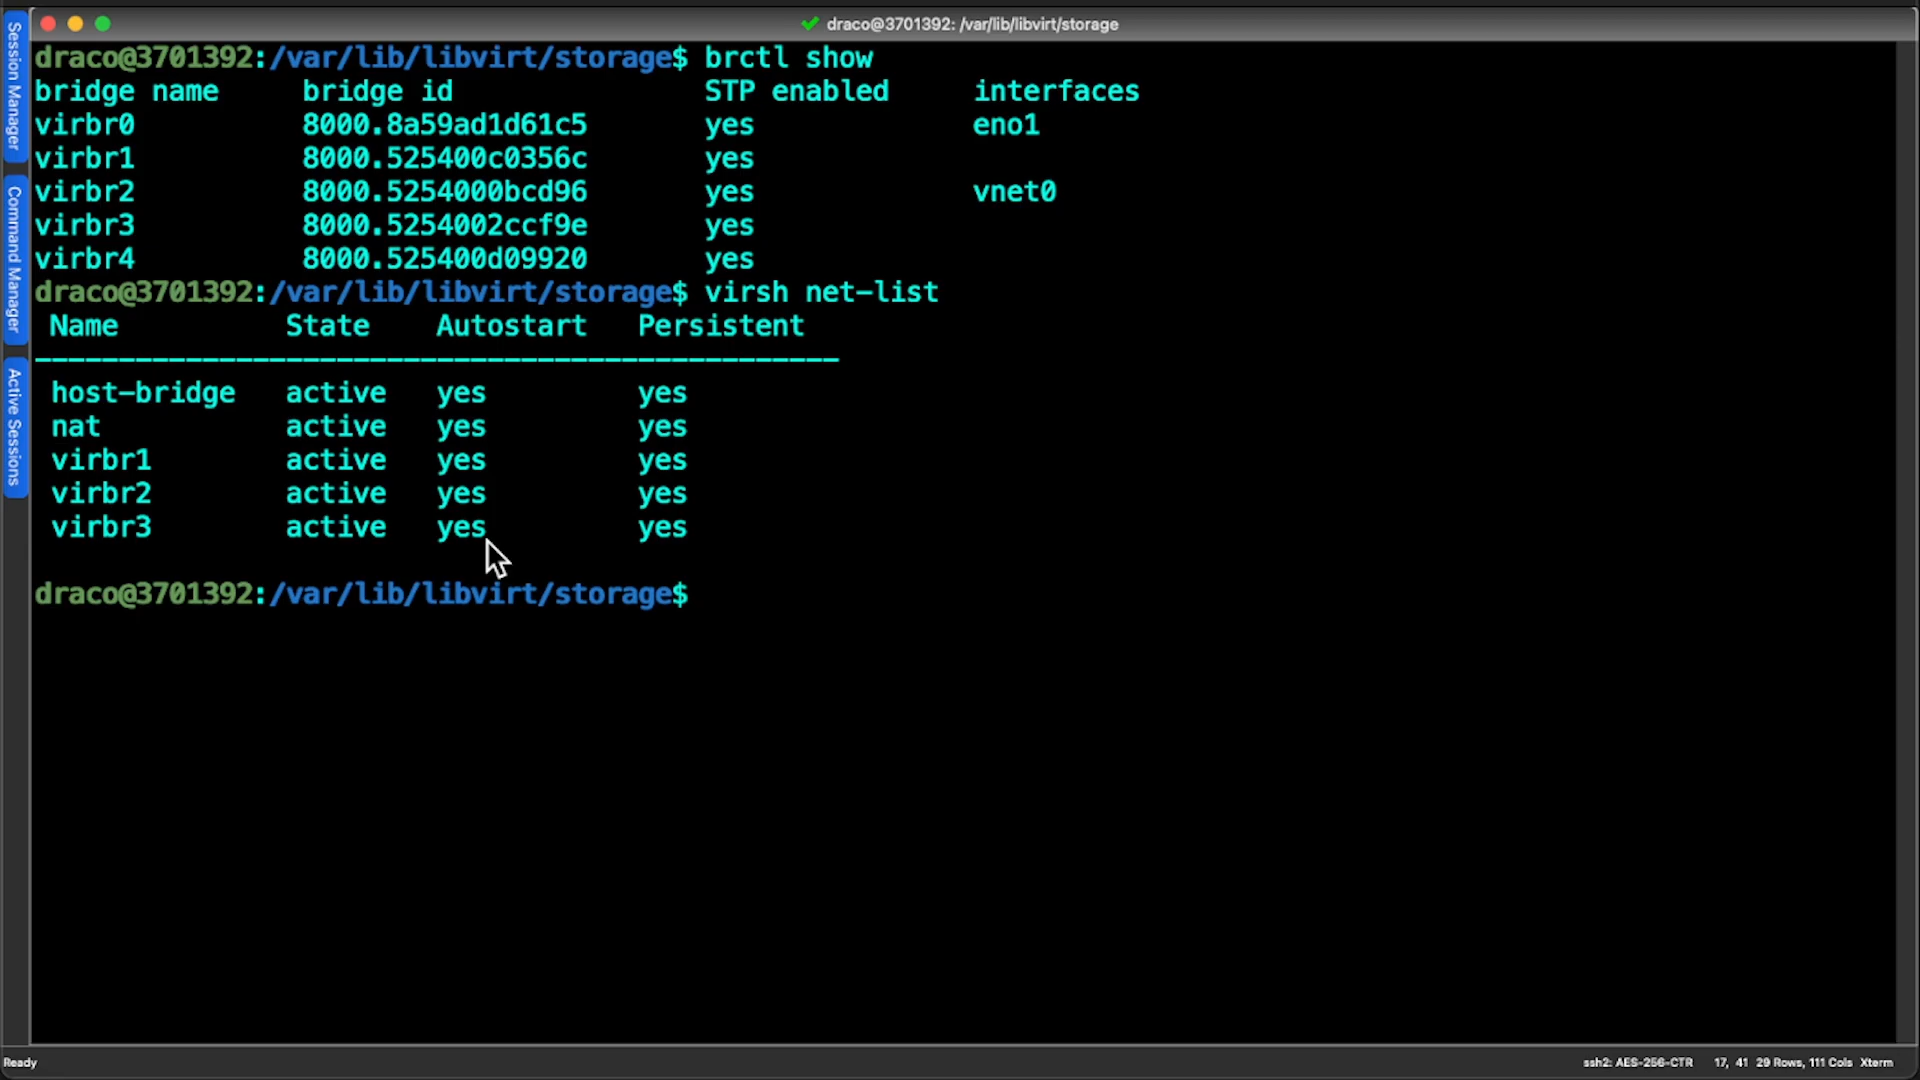 draco@3701392: /var/lib/libvirt/storage
Session Manager
Command Manager
Active Sessions
draco@3701392:/var/lib/libvirt/storage$ brctl show
bridge name bridge id STP enabled interfaces
virbr0 8000.8a59ad1d61c5 yes eno1
virbr1 8000.525400c0356c yes
virbr2 8000.5254000bcd96 yes vnet0
virbr3 8000.5254002ccf9e yes
virbr4 8000.525400d09920 yes
draco@3701392:/var/lib/libvirt/storage$ virsh net-list
Name State Autostart Persistent
host-bridge active yes yes
nat active yes yes
virbr1 active yes yes
virbr2 active yes yes
virbr3 active yes yes
draco@3701392:/var/lib/libvirt/storage$
Ready ssh2: AES-256-CTR 17, 41 29 Rows, 111 Cols Xterm